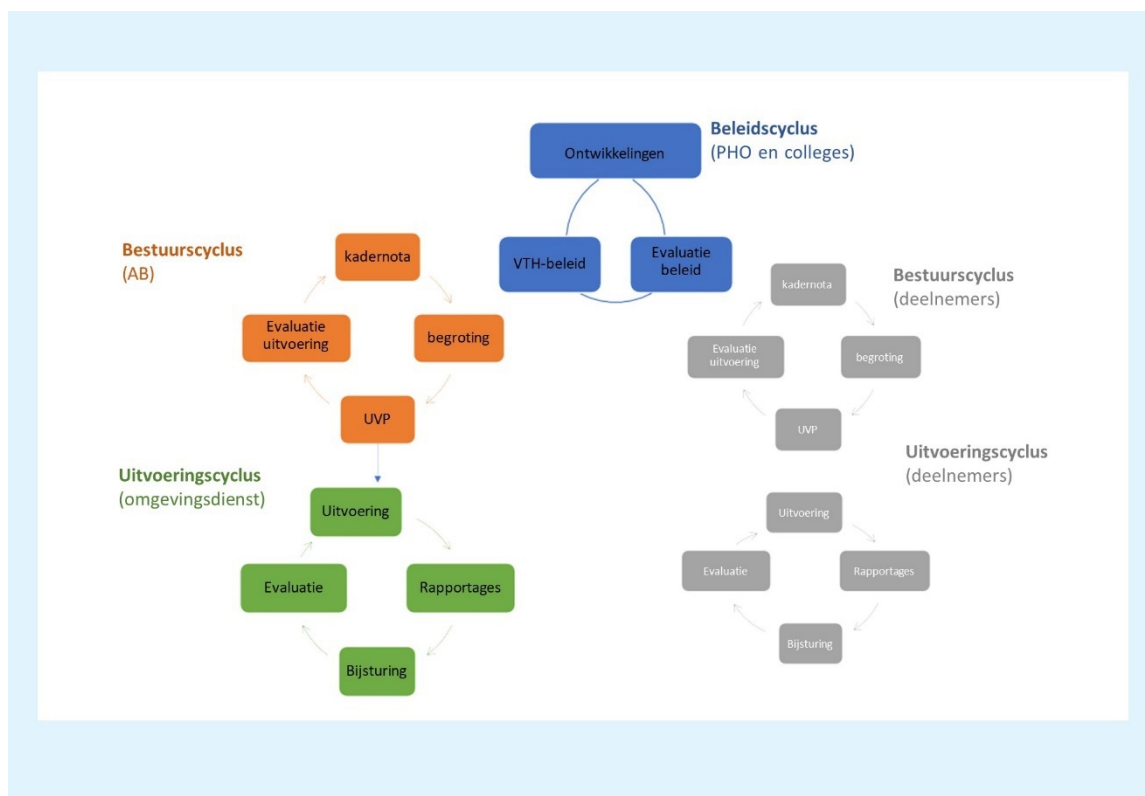 Beleidscyclus
(PHO en colleges)
Ontwikkelingen
VTH-beleid
Evaluatie
beleid
Bestuurscyclus
(AB)
kadernota
Evaluatie
uitvoering
begroting
UVP
Uitvoeringscyclus
(omgevingsdienst)
Uitvoering
Evaluatie
Rapportages
Bijsturing
Bestuurscyclus
(deelnemers)
kadernota
Evaluatie
uitvoering
begroting
UVP
Uitvoeringscyclus
(deelnemers)
Uitvoering
Evaluatie
Rapportages
Bijsturing